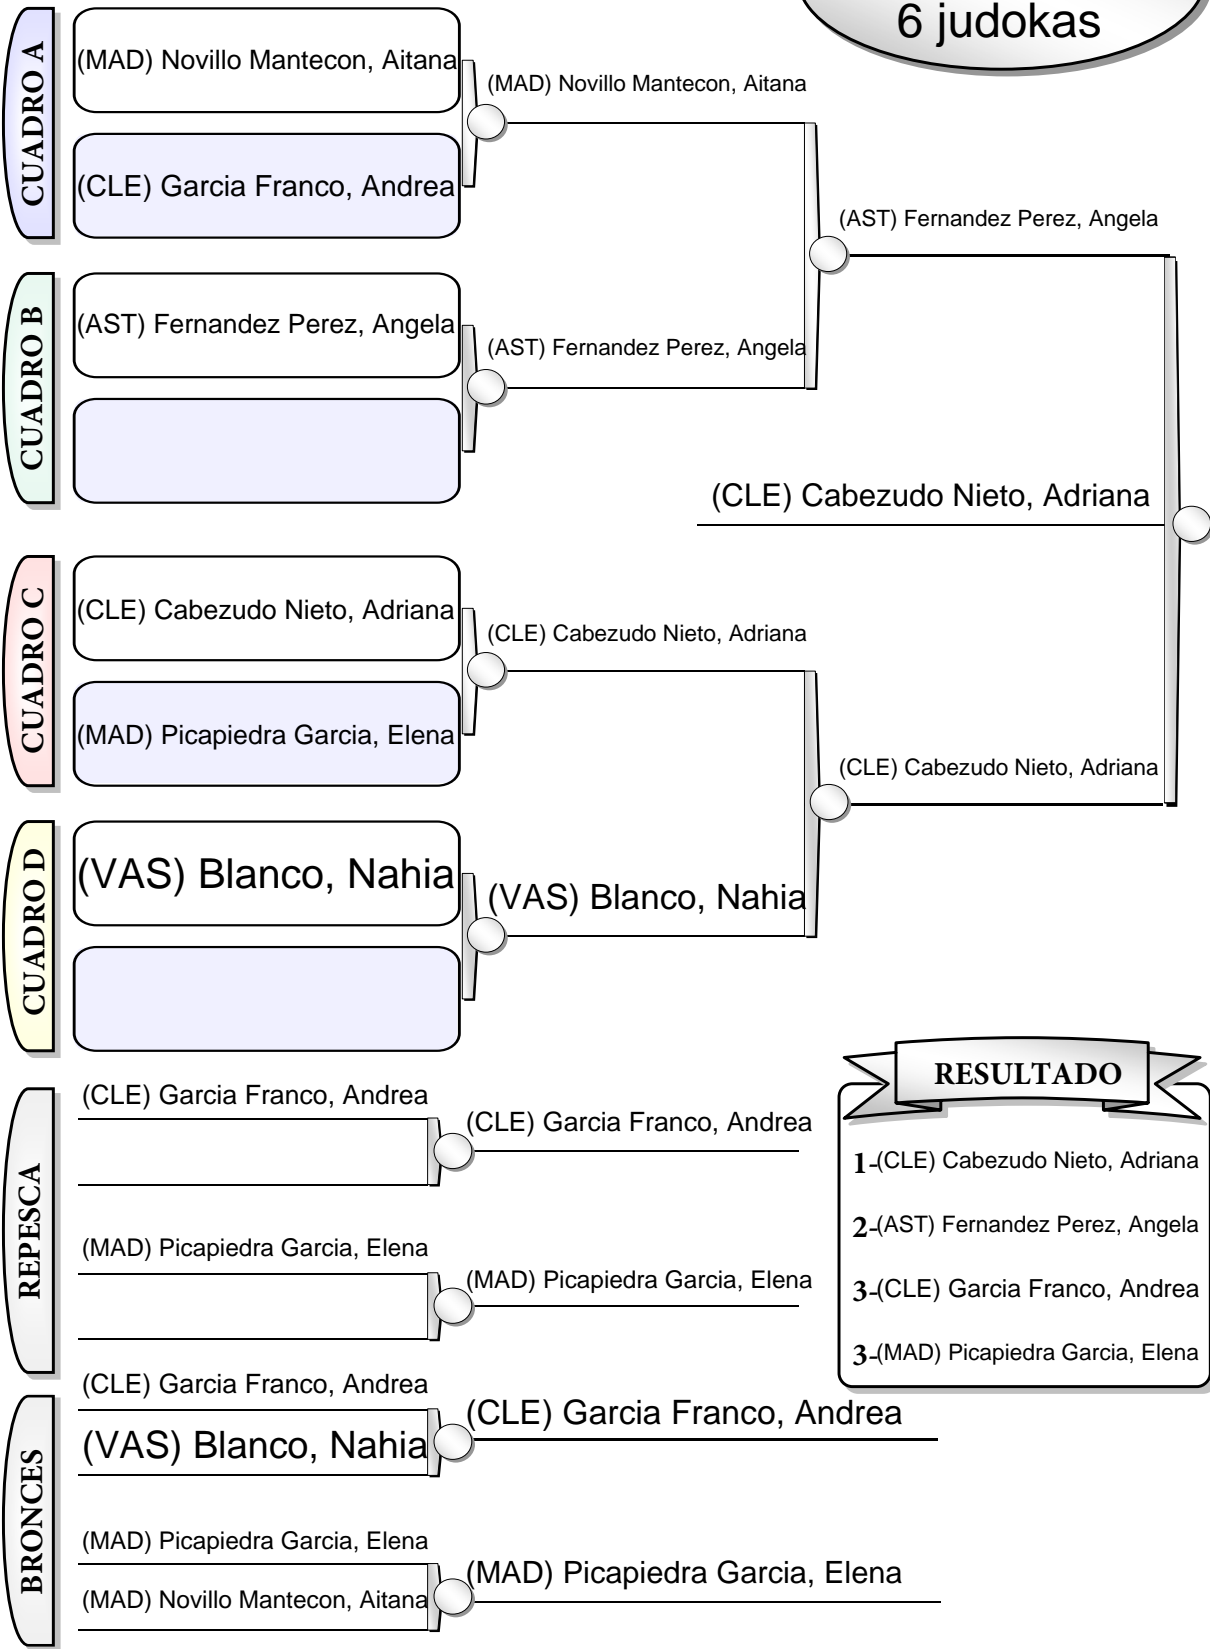 6 judokas
CUADRO A
(MAD) Novillo Mantecon, Aitana
(CLE) Garcia Franco, Andrea
(MAD) Novillo Mantecon, Aitana
(AST) Fernandez Perez, Angela
CUADRO B
(AST) Fernandez Perez, Angela
(AST) Fernandez Perez, Angela
(CLE) Cabezudo Nieto, Adriana
CUADRO C
(CLE) Cabezudo Nieto, Adriana
(MAD) Picapiedra Garcia, Elena
(CLE) Cabezudo Nieto, Adriana
(CLE) Cabezudo Nieto, Adriana
CUADRO D
(VAS) Blanco, Nahia
(VAS) Blanco, Nahia
REPESCA
(CLE) Garcia Franco, Andrea
(CLE) Garcia Franco, Andrea
(MAD) Picapiedra Garcia, Elena
(MAD) Picapiedra Garcia, Elena
RESULTADO
1-(CLE) Cabezudo Nieto, Adriana
2-(AST) Fernandez Perez, Angela
3-(CLE) Garcia Franco, Andrea
3-(MAD) Picapiedra Garcia, Elena
BRONCES
(CLE) Garcia Franco, Andrea
(VAS) Blanco, Nahia
(CLE) Garcia Franco, Andrea
(MAD) Picapiedra Garcia, Elena
(MAD) Novillo Mantecon, Aitana
(MAD) Picapiedra Garcia, Elena